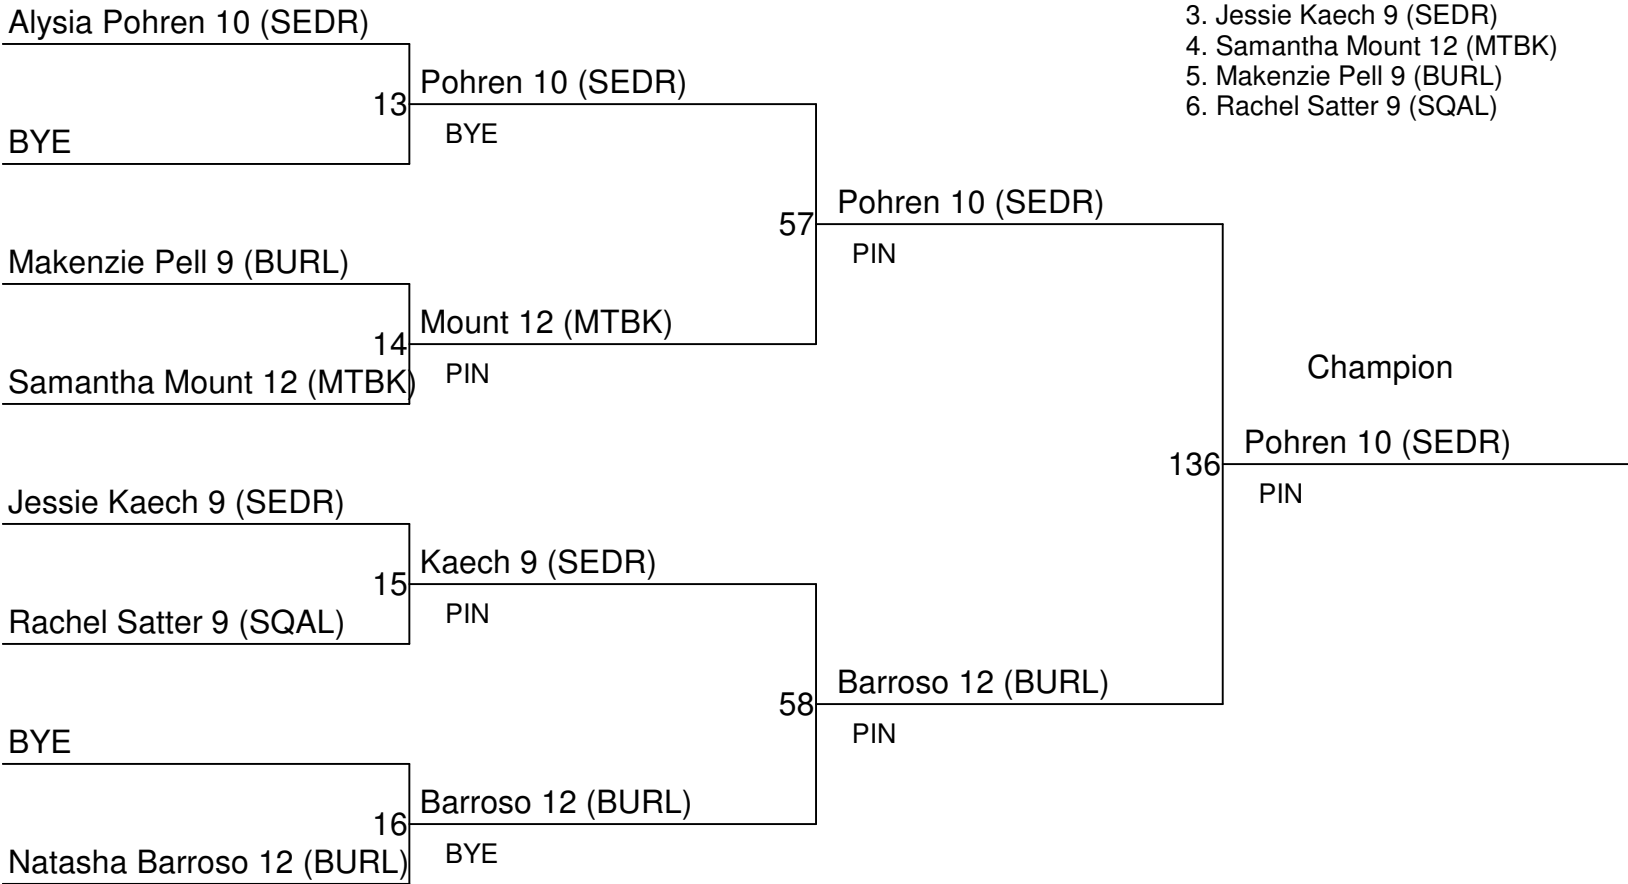 Alysia Pohren 10 (SEDR)
BYE
Makenzie Pell 9 (BURL)
Samantha Mount 12 (MTBK)
Jessie Kaech 9 (SEDR)
Rachel Satter 9 (SQAL)
BYE
Natasha Barroso 12 (BURL)
13
Pohren 10 (SEDR)
BYE
14
Mount 12 (MTBK)
PIN
15
Kaech 9 (SEDR)
PIN
16
Barroso 12 (BURL)
BYE
57
Pohren 10 (SEDR)
PIN
58
Barroso 12 (BURL)
PIN
136
Champion
Pohren 10 (SEDR)
PIN
3. Jessie Kaech 9 (SEDR)
4. Samantha Mount 12 (MTBK)
5. Makenzie Pell 9 (BURL)
6. Rachel Satter 9 (SQAL)